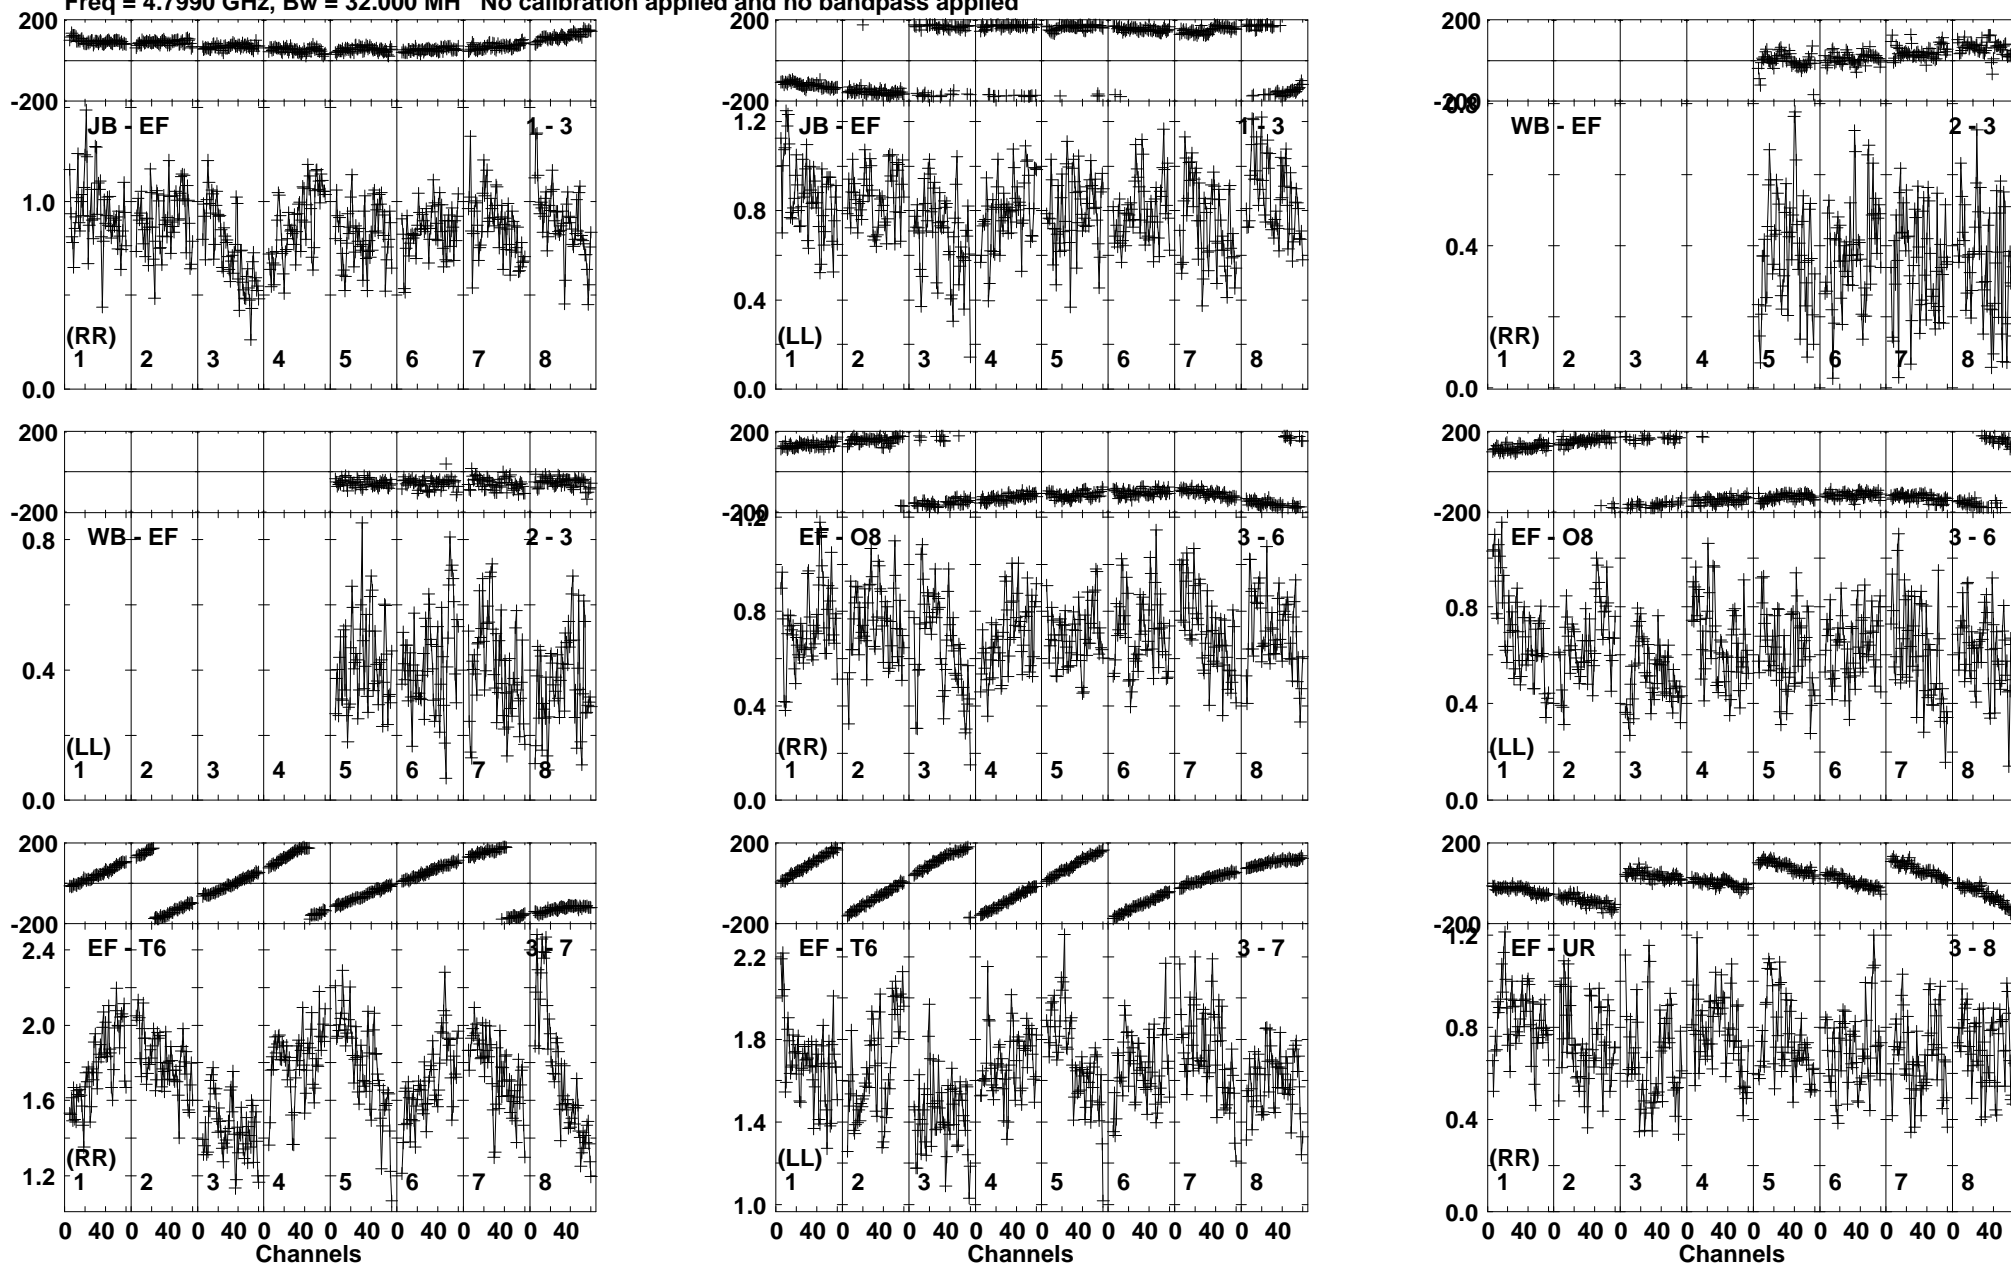 Freq = 4.7990 GHz, Bw = 32.000 MH No calibration applied and no bandpass applied
200 200 200
-200 -200 -200
JB - EF 1 - 3 JB - EF 1 - 3 WB - EF 2 - 3
1.2 0.8
1.0 0.8 0.4
0.4
(RR) (LL) (RR)
1 2 3 4 5 6 7 8 1 2 3 4 5 6 7 8 1 2 3 4 5 6 7 8
0.0 0.0 0.0
200 200 200
-200 -200 -200
1.2
WB - EF 2 - 3 EF - O8 3 - 6 EF - O8 3 - 6
0.8 0.8 0.8
0.4 0.4 0.4
(LL) (RR) (LL)
1 2 3 4 5 6 7 8 1 2 3 4 5 6 7 8 1 2 3 4 5 6 7 8
0.0 0.0 0.0
200 200 200
-200 -200 -200
1.2
EF - T6 3 - 7 EF - T6 3 - 7 EF - UR 3 - 8
2.4 2.2
2.0 1.8 0.8
1.6 1.4 0.4
(RR) (LL) (RR)
1 2 3 4 5 6 7 8 1 2 3 4 5 6 7 8 1 2 3 4 5 6 7 8
1.2 1.0 0.0
0 40 0 40 0 40 0 40 0 40 0 40 0 40 0 40 0 40 0 40 0 40 0 40 0 40 0 40 0 40 0 40 0 40 0 40 0 40 0 40 0 40 0 40 0 40 0 40
Channels Channels Channels